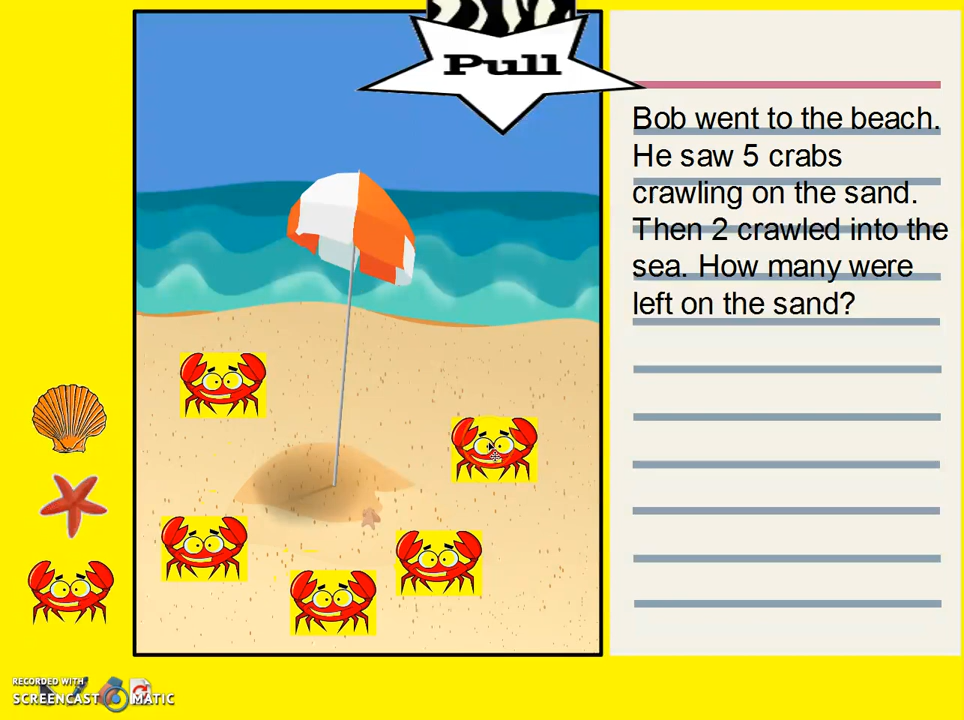 Pull
Bob went to the beach.
He saw 5 crabs
crawling on the sand.
Then 2 crawled into the
sea. How many were
left on the sand?
RECORDED WITH
SCREENCAST MATIC